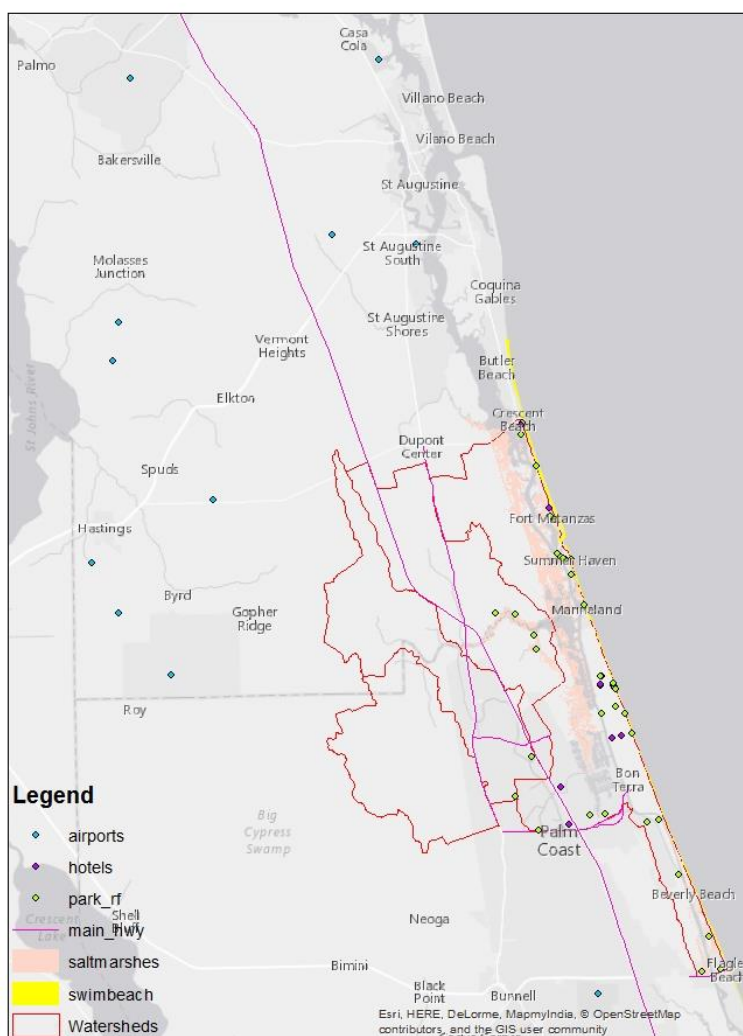 Casa
Cola
Palmo
Villano Beach
Vilano Beach
Bakersville
St Augustine
St Augustine
South
Molasses
Junction
Coquina
Gables
St Augustine
Shores
Vermont
Heights
Butler
Beach
St Johns River
Elkton
Crescent
Beach
Dupont
Center
Spuds
Fort Matanzas
Hastings
Summer Haven
Byrd
Gopher
Ridge
Marineland
Roy
Bon
Terra
Legend
airports
hotels
park_rf
main_hwy
saltmarshes
swimbeach
Watersheds
Big
Cypress
Swamp
Palm
Coast
Beverly Beach
Crescent
Lake
Shell
Bluff
Neoga
Bimini
Flagler
Beach
Black
Point
Bunnell
Esri, HERE, DeLorme, MapmyIndia, © OpenStreetMap
contributors, and the GIS user community